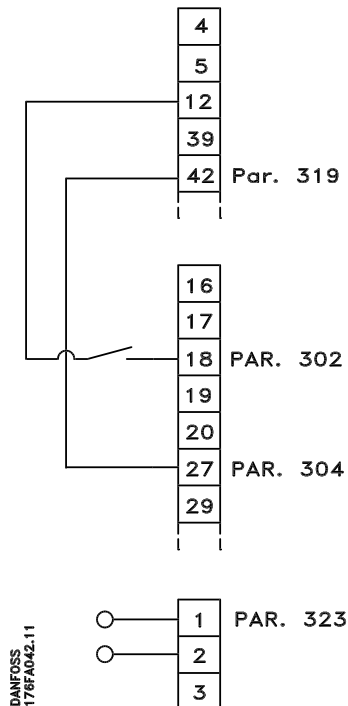 4
5
12
39
42 Par. 319
16
17
18 PAR. 302
19
20
27 PAR. 304
29
1 PAR. 323
2
3
DANFOSS
176FA042.11